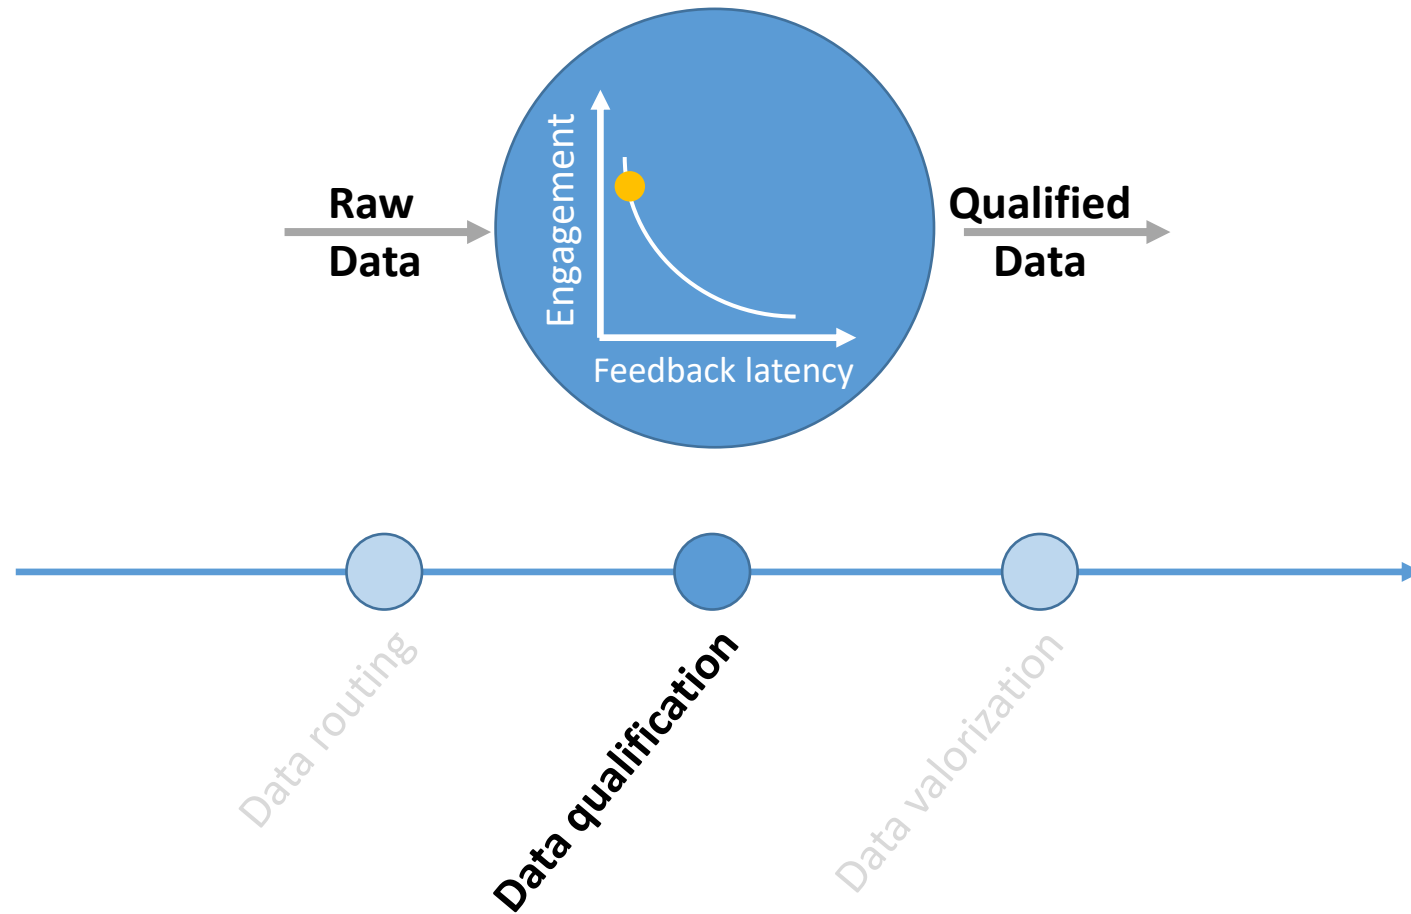 Raw
Data
Engagement
Feedback latency
Qualified
Data
Data routing
Data qualification
Data valorization